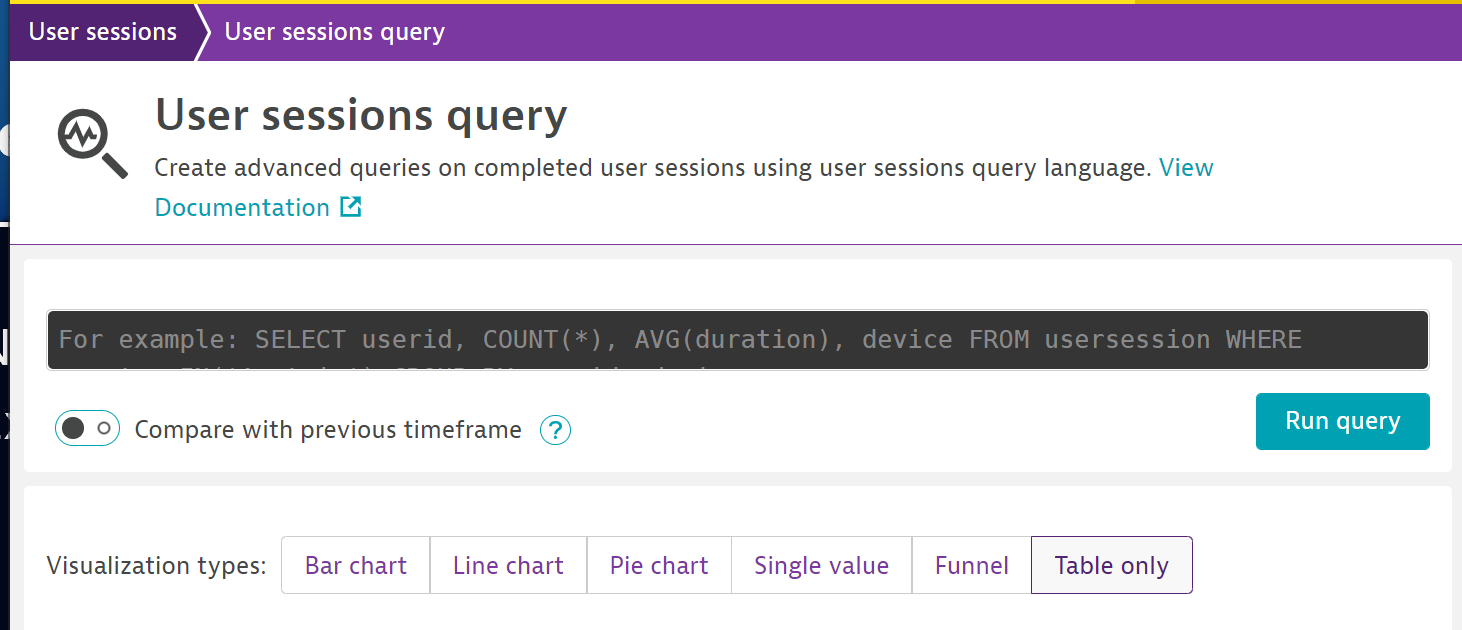 User sessions
User sessions query
User sessions query
Create advanced queries on completed user sessions using user sessions query language. View
Documentation
For example: SELECT userid, COUNT(*), AVG(duration), device FROM usersession WHERE
Compare with previous timeframe ?
Run query
Visualization types: Bar chart Line chart Pie chart Single value Funnel Table only